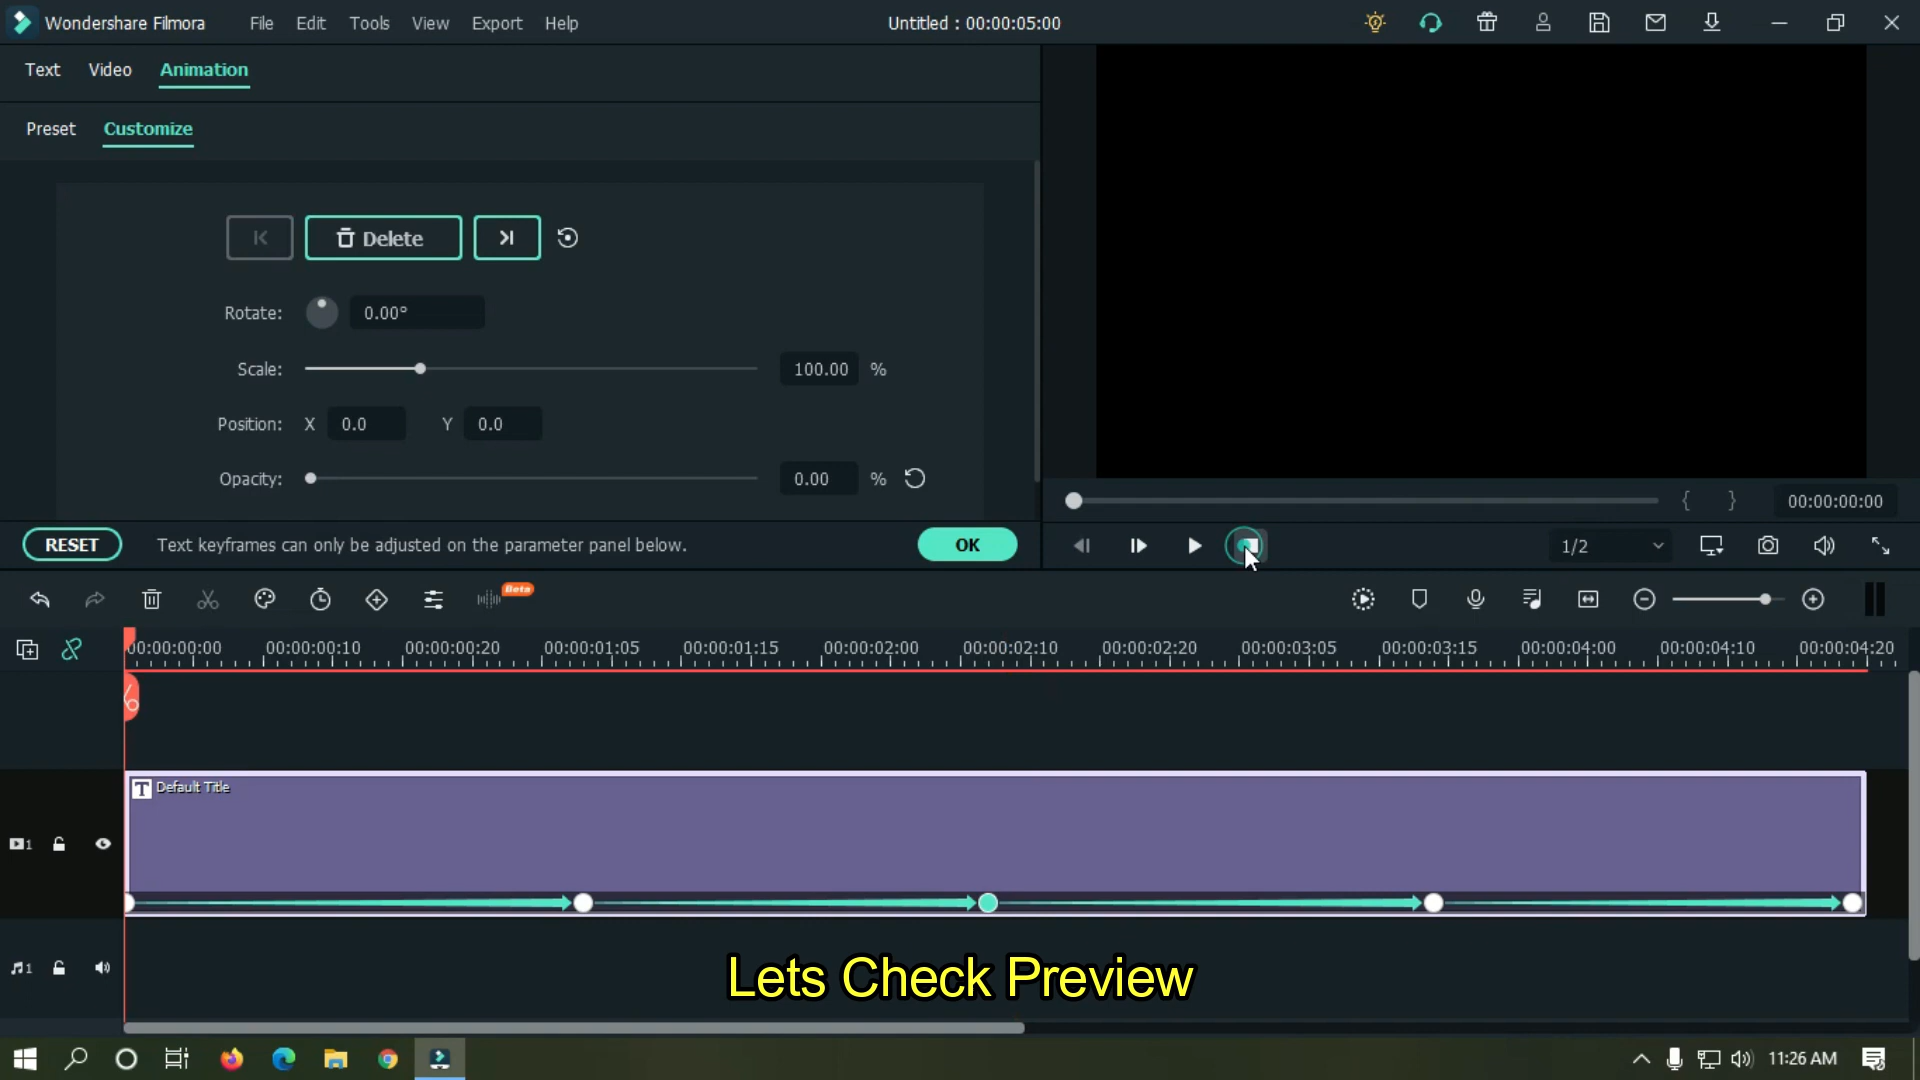 Wondershare Filmora File Edit Tools View Export Help Untitled : 00:00:05:00
Text Video Animation
Preset Customize
Delete
Rotate: 0.00°
Scale: 100.00 %
Position: X 0.0 Y 0.0
Opacity: 0.00 %
{ } 00:00:00:00
RESET Text keyframes can only be adjusted on the parameter panel below. OK
1/2
Beta
00:00:00:00 00:00:00:10 00:00:00:20 00:00:01:05 00:00:01:15 00:00:02:00 00:00:02:10 00:00:02:20 00:00:03:05 00:00:03:15 00:00:04:00 00:00:04:10 00:00:04:20
T Default Title
1
1
Lets Check Preview
11:26 AM